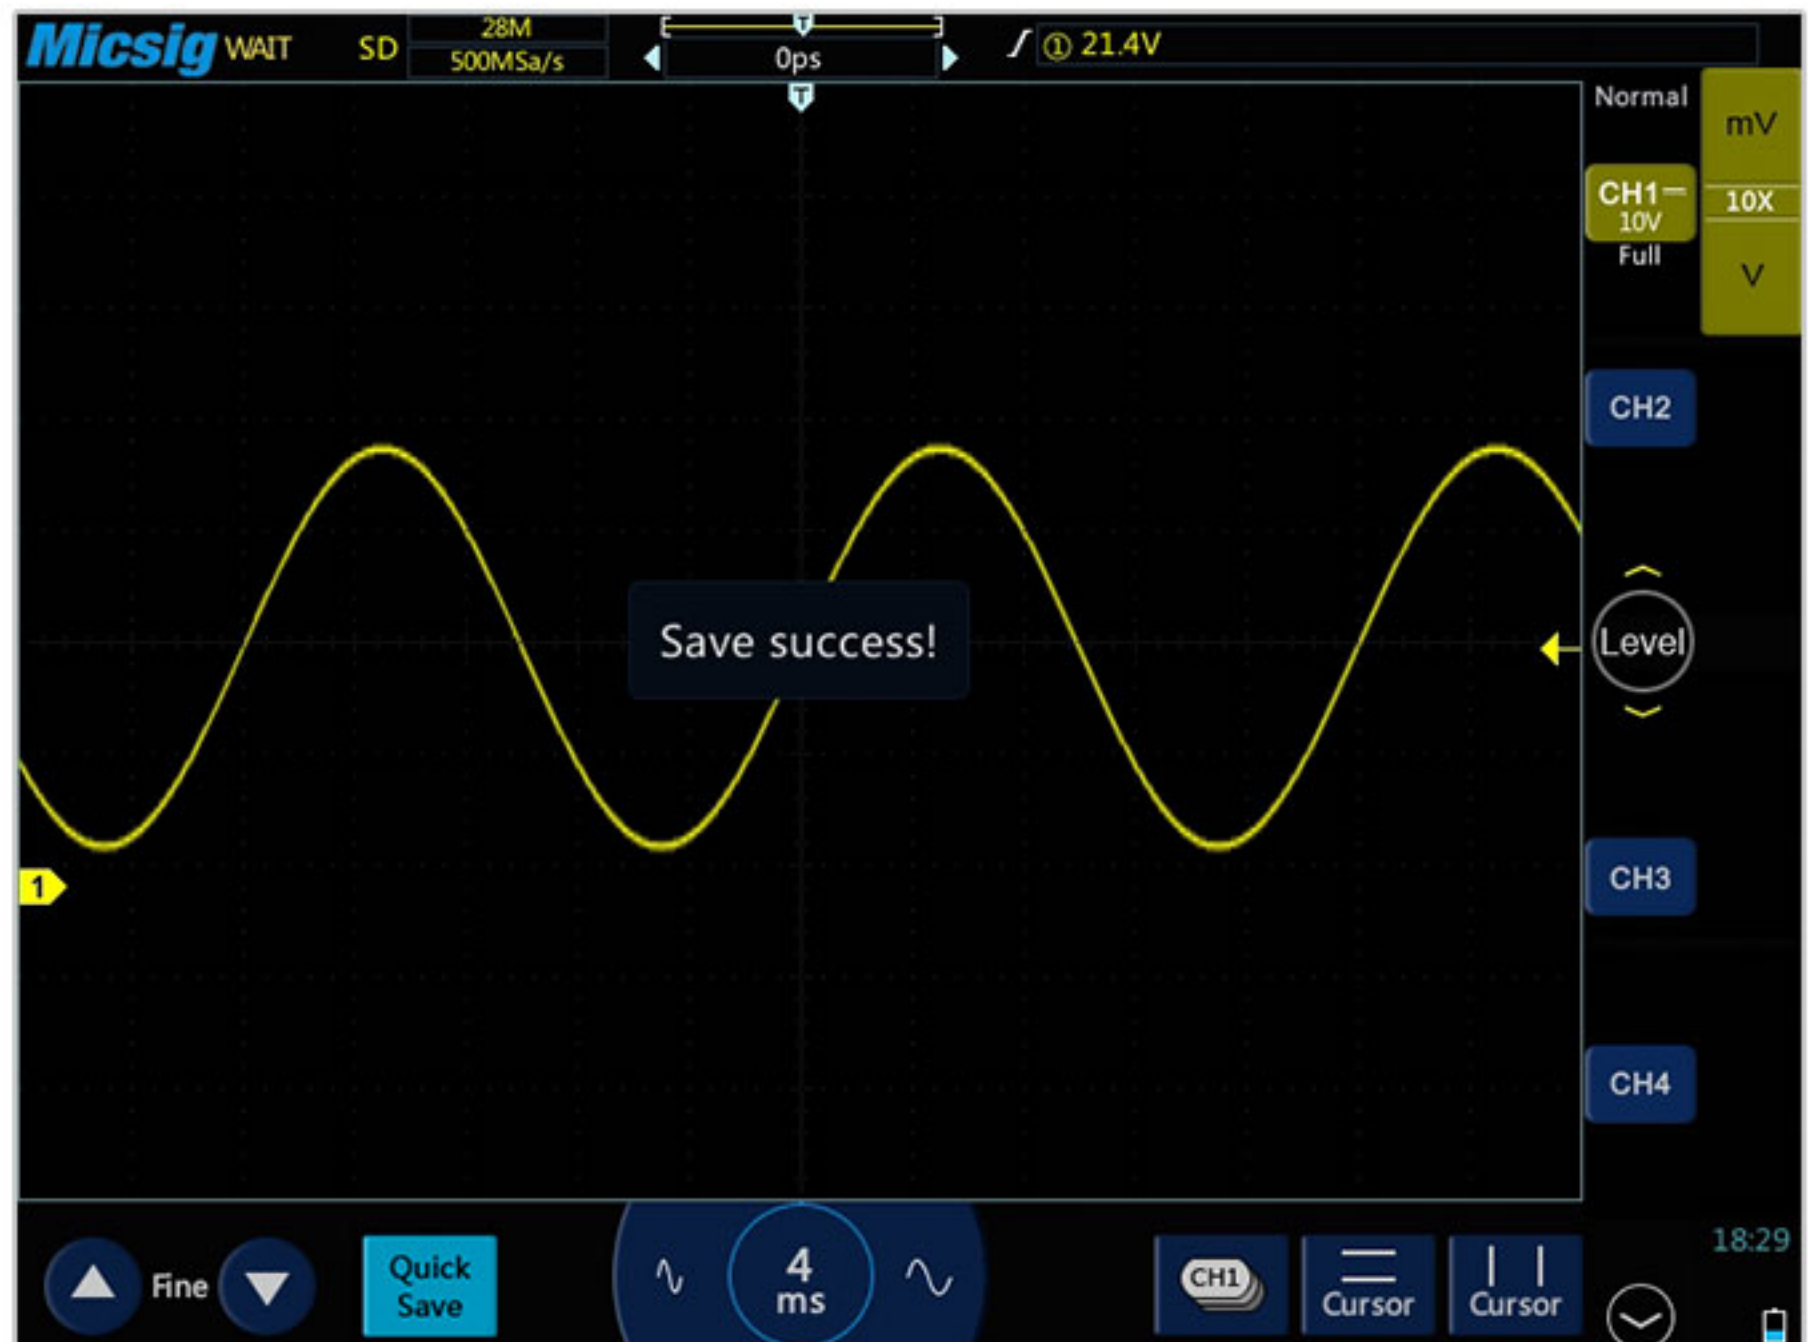 Micsig WAIT SD 28M
500MSa/s
T
0ps
① 21.4V
T
Normal
mV
CH1
10V
10X
Full
V
CH2
Save success!
Level
1
CH3
CH4
18:29
Fine
Quick
Save
4
ms
CH1
Cursor
Cursor